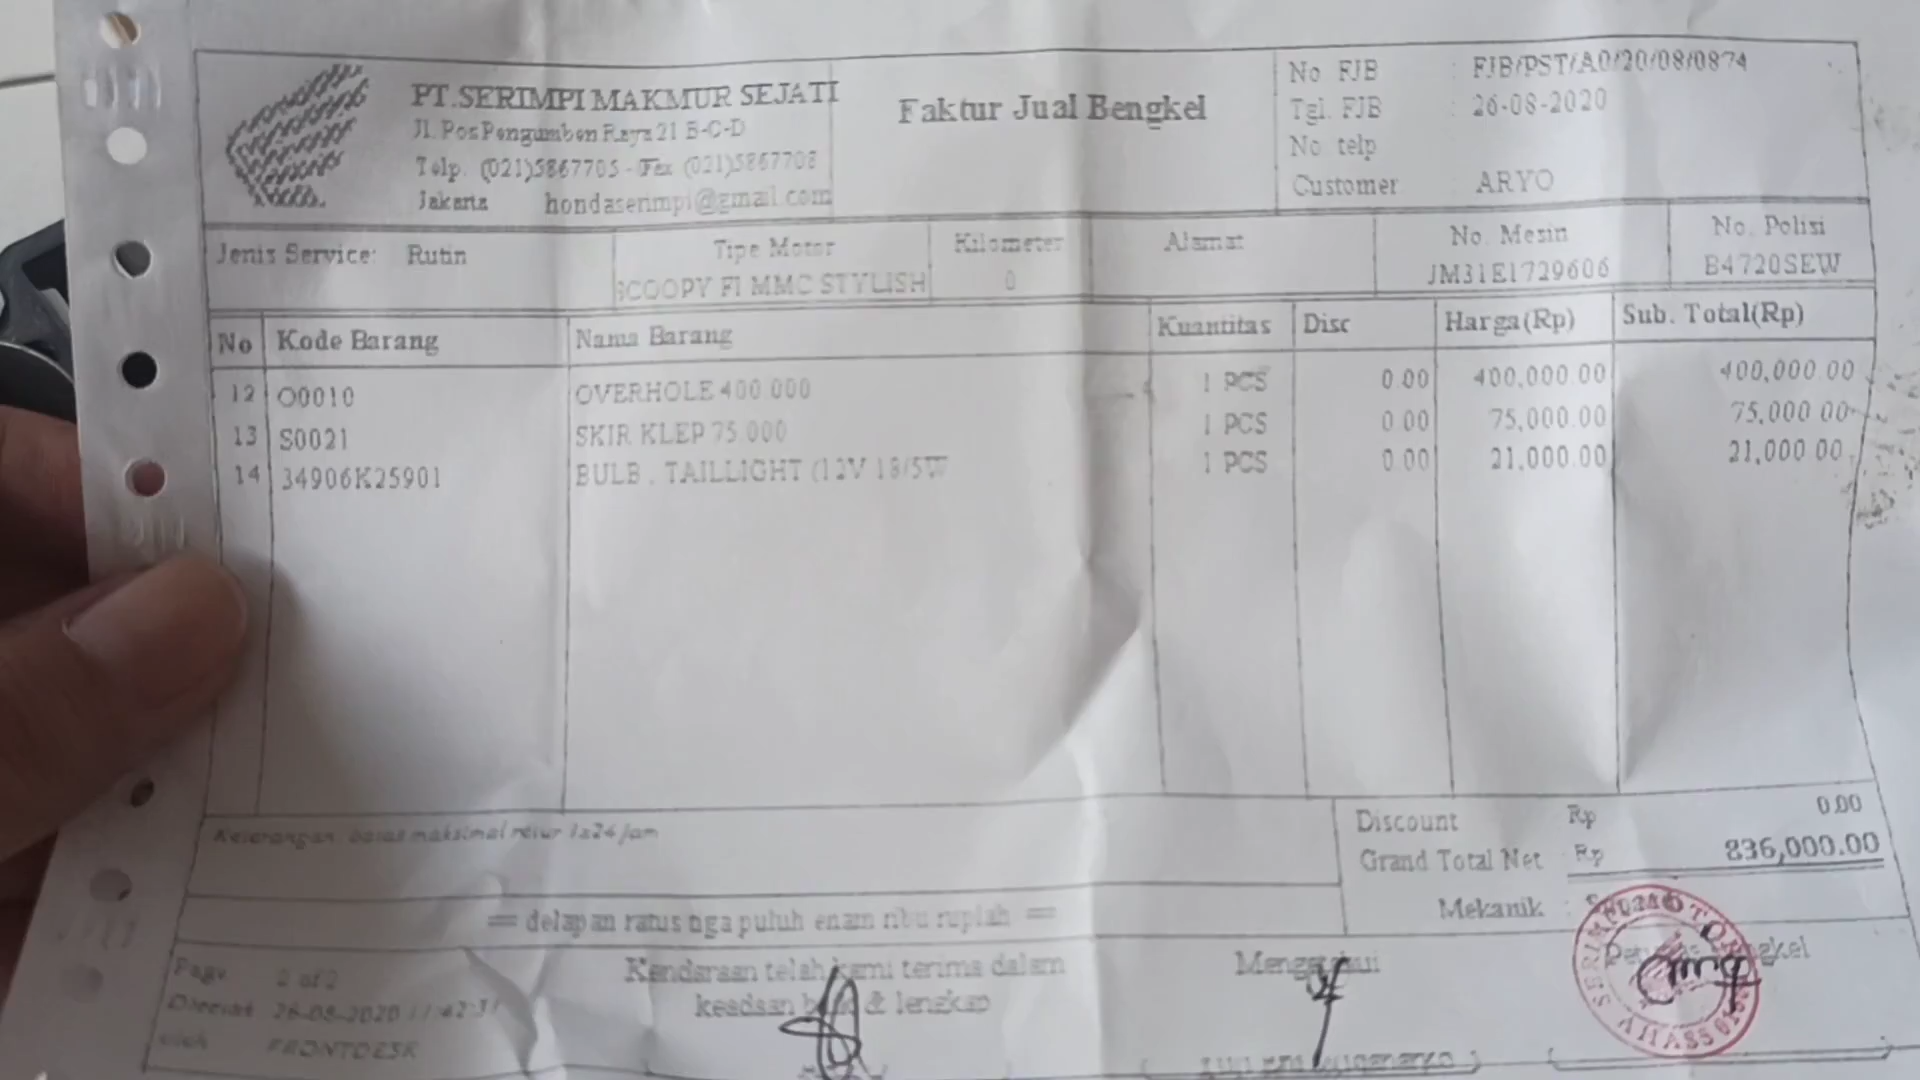 PT.SERIMPI MAKMUR SEJATI
Jl. Pos Pengumben Raya 21 B-C-D
Telp. (021)5867705 - Fax (021)5867708
Jakarta hondaserimpi@gmail.com
Faktur Jual Bengkel
No FJB : FJB/PST/A0/20/08/0874
Tgl. FJB : 26-08-2020
No telp
Customer ARYO
Jenis Service: Rutin
Tipe Motor
SCOOPY FI MMC STYLISH
Kilometer
0
Alamat
No. Mesin
JM31E1729606
No. Polisi
B4720SEW
No Kode Barang Nama Barang Kuantitas Disc Harga(Rp) Sub. Total(Rp)
12 O0010 OVERHOLE 400.000 1 PCS 0.00 400,000.00 400,000.00
13 S0021 SKIR KLEP 75.000 1 PCS 0.00 75,000.00 75,000.00
14 34906K25901 BULB , TAILLIGHT (12V 18/5W 1 PCS 0.00 21,000.00 21,000.00
Keterangan: batas maksimal retur 1x24 jam
Discount Rp 0.00
Grand Total Net Rp 836,000.00
== delapan ratus tiga puluh enam ribu rupiah ==
Mekanik :
Page 2 of 2
Dicetak 26-08-2020 17:42:37
oleh FRONTDESK
Kendaraan telah kami terima dalam
keadaan baik & lengkap
Mengetahui
Petugas Bengkel